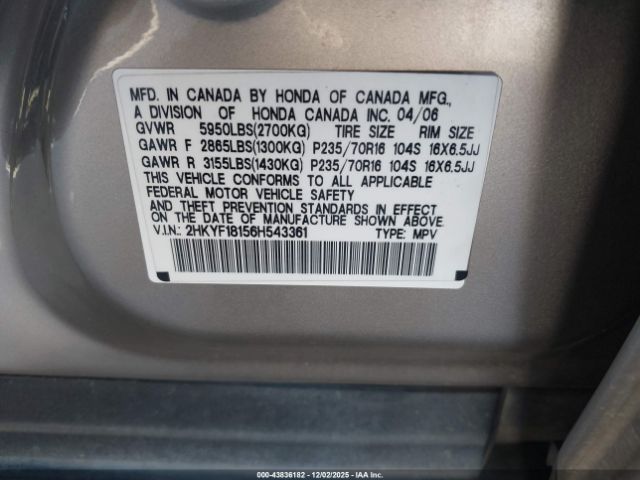 MFD. IN CANADA BY HONDA OF CANADA MFG.,
A DIVISION OF HONDA CANADA INC. 04/06
GVWR 5950LBS(2700KG) TIRE SIZE RIM SIZE
GAWR F 2865LBS(1300KG) P235/70R16 104S 16X6.5JJ
GAWR R 3155LBS(1430KG) P235/70R16 104S 16X6.5JJ
THIS VEHICLE CONFORMS TO ALL APPLICABLE
FEDERAL MOTOR VEHICLE SAFETY
AND THEFT PREVENTION STANDARDS IN EFFECT
ON THE DATE OF MANUFACTURE SHOWN ABOVE.
V.I.N.: 2HKYF18156H543361 TYPE: MPV
000-43836182 - 12/02/2025 - IAAI, Inc.